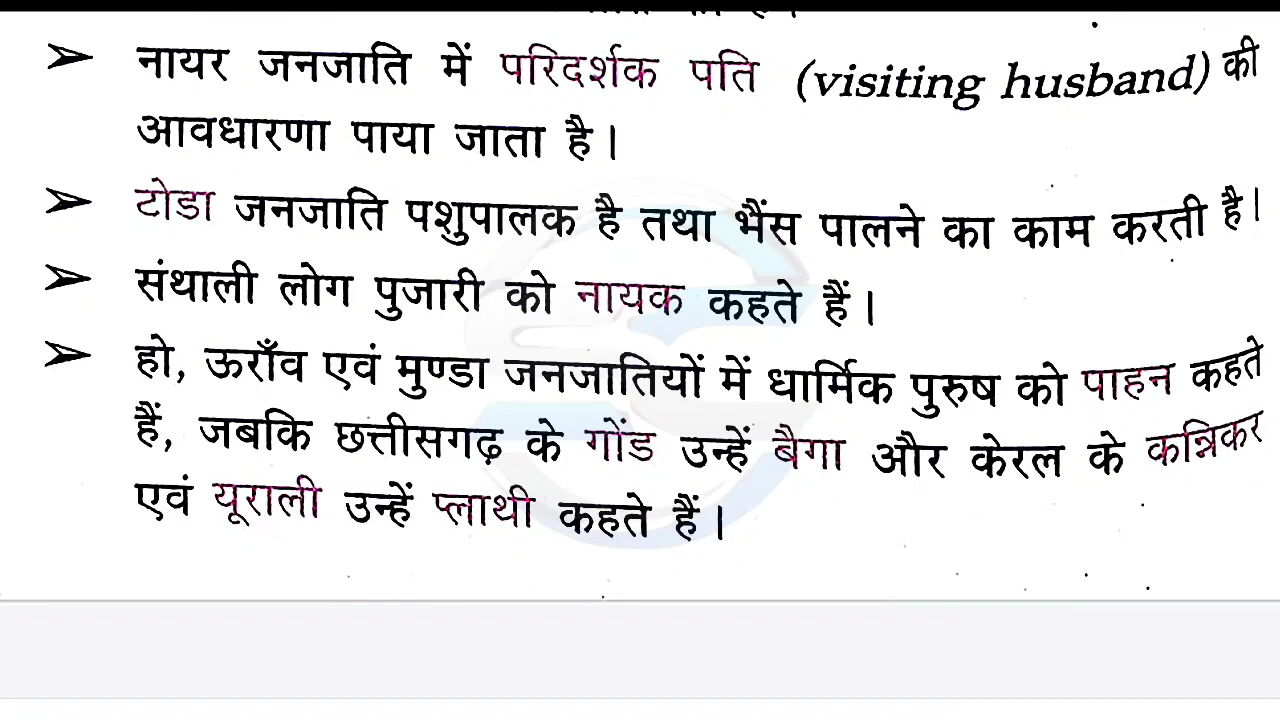 ➤ नायर जनजाति में परिदर्शक पति (visiting husband) की
आवधारणा पाया जाता है।
➤ टोडा जनजाति पशुपालक है तथा भैंस पालने का काम करती है।
➤ संथाली लोग पुजारी को नायक कहते हैं।
➤ हो, ऊराँव एवं मुण्डा जनजातियों में धार्मिक पुरुष को पाहन कहते
हैं, जबकि छत्तीसगढ़ के गोंड उन्हें बैगा और केरल के कन्निकर
एवं यूराली उन्हें प्लाथी कहते हैं।